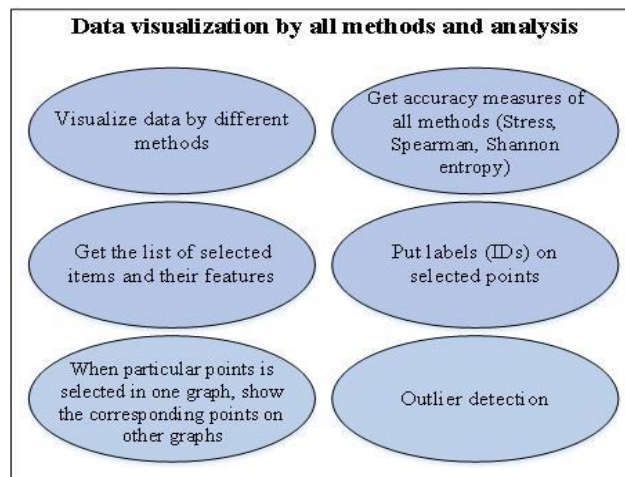 Data visualization by all methods and analysis
Visualize data by different
methods
Get accuracy measures of
all methods (Stress,
Spearman, Shannon
entropy)
Get the list of selected
items and their features
Put labels (IDs) on
selected points
When particular points is
selected in one graph, show
the corresponding points on
other graphs
Outlier detection